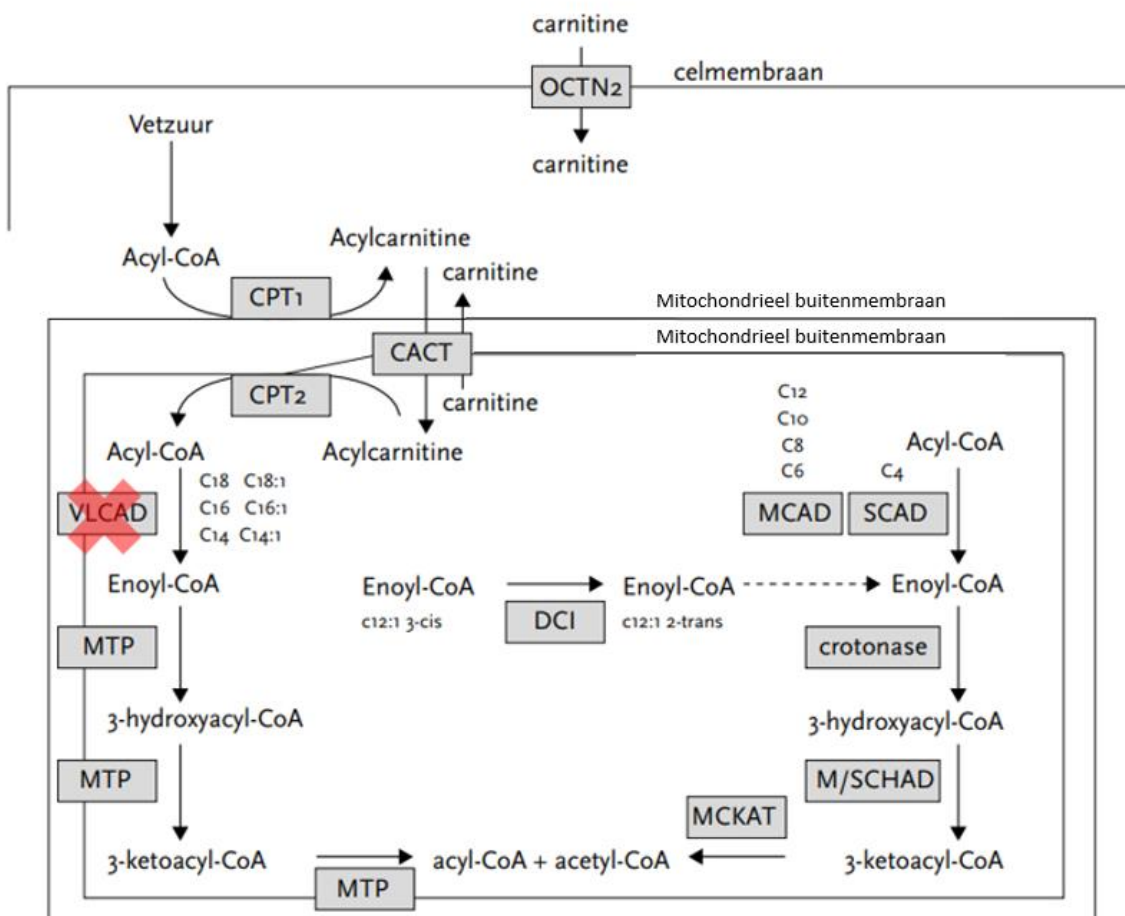 carnitine
OCTN2
celmembraan
carnitine
Vetzuur
Acyl-CoA
CPT1
Acylcarnitine
carnitine
Mitochondrieel buitenmembraan
Mitochondrieel buitenmembraan
CACT
CPT2
carnitine
Acyl-CoA
Acylcarnitine
C18 C18:1
C16 C16:1
C14 C14:1
VLCAD
C12
C10
C8
C6
C4
Acyl-CoA
MCAD
SCAD
Enoyl-CoA
Enoyl-CoA
c12:1 3-cis
DCI
Enoyl-CoA
c12:1 2-trans
Enoyl-CoA
MTP
crotonase
3-hydroxyacyl-CoA
3-hydroxyacyl-CoA
MTP
M/SCHAD
MCKAT
3-ketoacyl-CoA
acyl-CoA + acetyl-CoA
3-ketoacyl-CoA
MTP